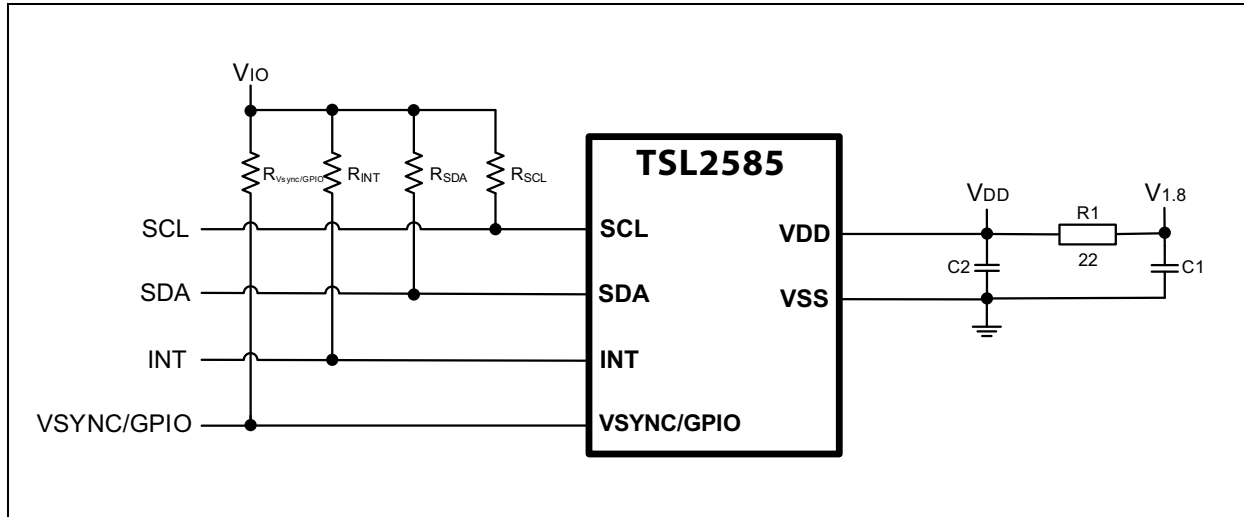 VIO
TSL2585
RVsync/GPIO
RINT
RSDA
RSCL
VDD
V1.8
R1
22
C2
C1
SCL
SCL
VDD
SDA
SDA
VSS
INT
INT
VSYNC/GPIO
VSYNC/GPIO